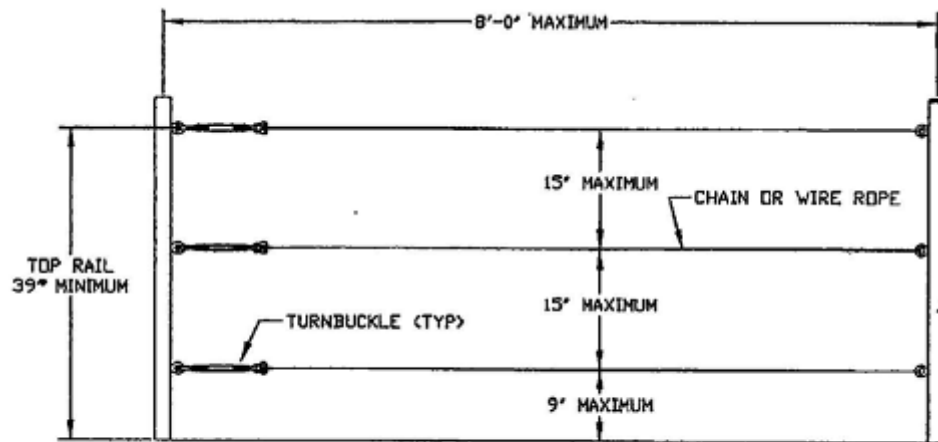 8'-0" MAXIMUM
15" MAXIMUM
CHAIN OR WIRE ROPE
TOP RAIL
39" MINIMUM
15" MAXIMUM
TURNBUCKLE (TYP)
9" MAXIMUM